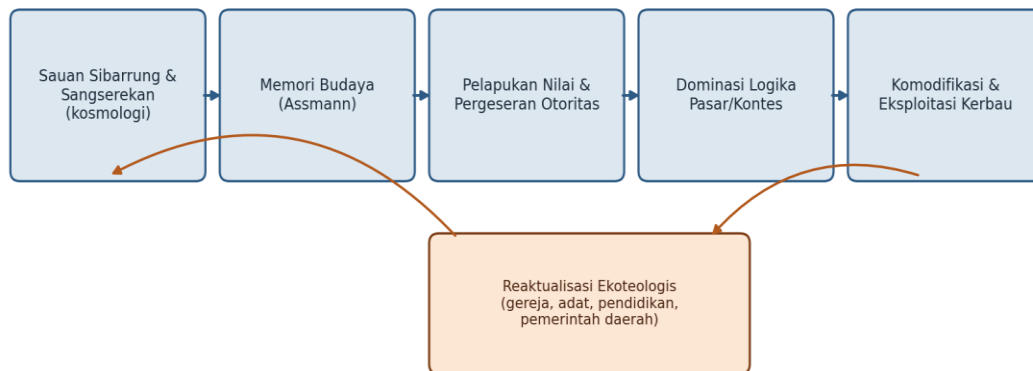 Sauan Sibarrung &
Sangserekan
(kosmologi)
Memori Budaya
(Assmann)
Pelapukan Nilai &
Pergeseran Otoritas
Dominasi Logika
Pasar/Kontes
Komodifikasi &
Eksploitasi Kerbau
Reaktualisasi Ekoteologis
(gereja, adat, pendidikan,
pemerintah daerah)